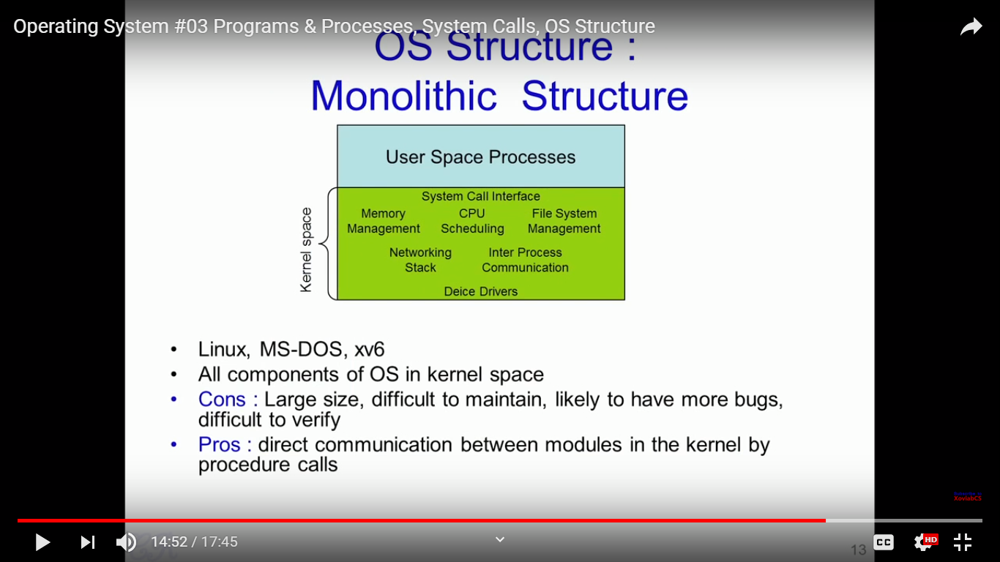 Operating System #03 Programs & Processes, System Calls, OS Structure
OS Structure :
Monolithic Structure
User Space Processes
Kernel space
System Call Interface
Memory CPU File System
Management Scheduling Management
Networking Inter Process
Stack Communication
Deice Drivers
• Linux, MS-DOS, xv6
• All components of OS in kernel space
• Cons : Large size, difficult to maintain, likely to have more bugs,
difficult to verify
• Pros : direct communication between modules in the kernel by
procedure calls
XoviabCS
14:52 / 17:45
CC
HD
13